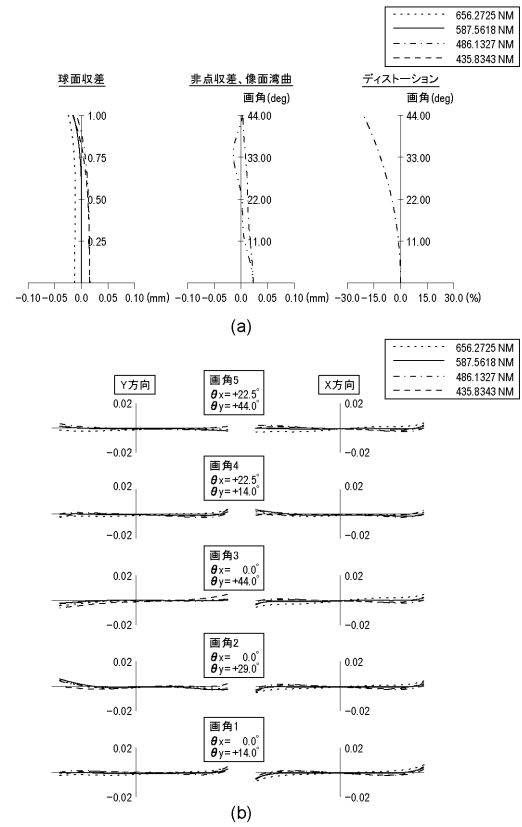 656.2725 NM
587.5618 NM
486.1327 NM
435.8343 NM
球面収差
1.00
0.75
0.50
0.25
-0.10 -0.05 0.0 0.05 0.10 (mm)
非点収差、像面湾曲
画角(deg)
44.00
33.00
22.00
11.00
-0.10 -0.05 0.0 0.05 0.10 (mm)
ディストーション
画角(deg)
44.00
33.00
22.00
11.00
-30.0 -15.0 0.0 15.0 30.0 (%)
(a)
656.2725 NM
587.5618 NM
486.1327 NM
435.8343 NM
Y方向
X方向
画角5
θx=+22.5°
θy=+44.0°
0.02
-0.02
0.02
-0.02
画角4
θx=+22.5°
θy=+14.0°
0.02
-0.02
0.02
-0.02
画角3
θx= 0.0°
θy=+44.0°
0.02
-0.02
0.02
-0.02
画角2
θx= 0.0°
θy=+29.0°
0.02
-0.02
0.02
-0.02
画角1
θx= 0.0°
θy=+14.0°
0.02
-0.02
0.02
-0.02
(b)